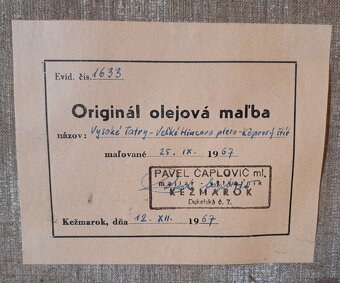 Evid. čís. 1633
Originál olejová maľba
názov: Vysoké Tatry - Veľké Hincovo pleso - Kôprový štít
maľované 25. IX. 1967
PAVEL ČAPLOVIČ ml.
KEŽMAROK
Dukelská č. 7.
Kežmarok, dňa 12. XII. 1967